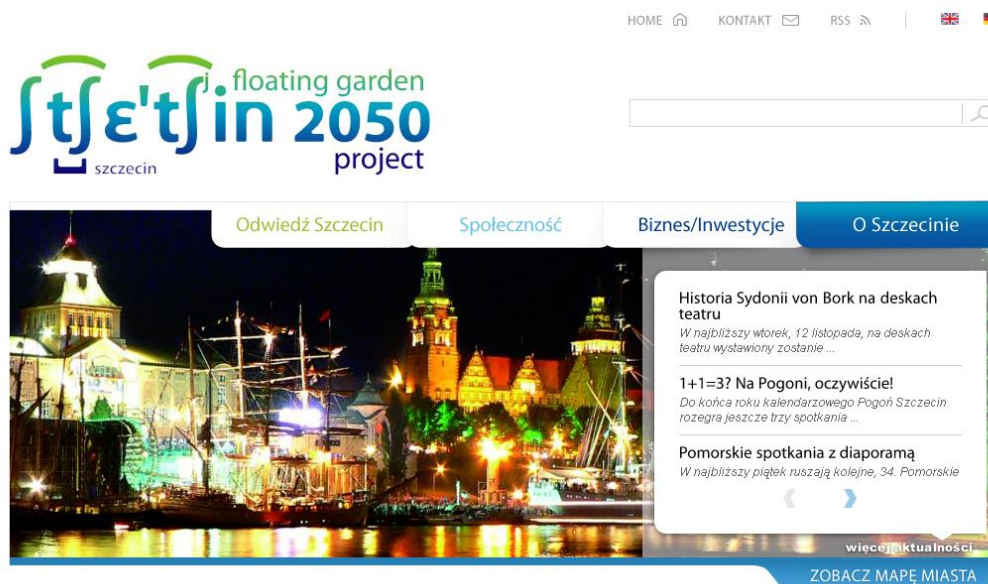 HOME KONTAKT RSS
floating garden
ʃtʃɛ'tʃin 2050
project
szczecin
Odwiedź Szczecin Społeczność Biznes/Inwestycje O Szczecinie
Historia Sydonii von Bork na deskach
teatru
W najbliższy wtorek, 12 listopada, na deskach
teatru wystawiony zostanie ...
1+1=3? Na Pogoni, oczywiście!
Do końca roku kalendarzowego Pogoń Szczecin
rozegra jeszcze trzy spotkania ...
Pomorskie spotkania z diaporamą
W najbliższy piątek ruszają kolejne, 34. Pomorskie
więcej aktualności
ZOBACZ MAPĘ MIASTA